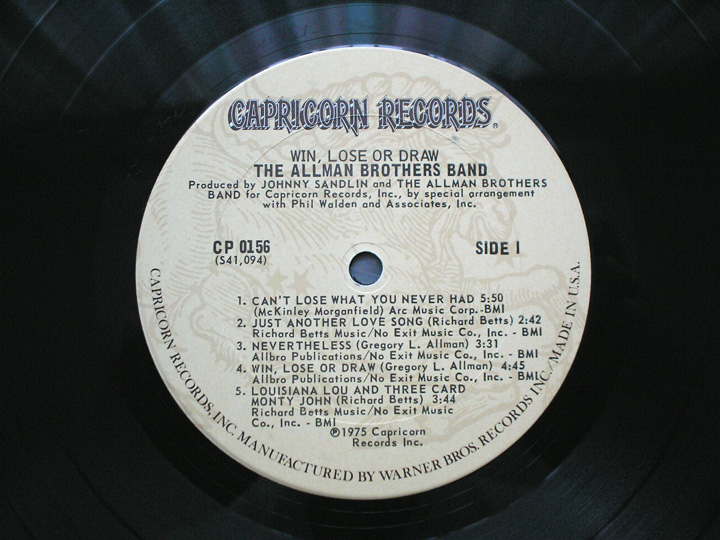 CAPRICORN RECORDS®
WIN, LOSE OR DRAW
THE ALLMAN BROTHERS BAND
Produced by JOHNNY SANDLIN and THE ALLMAN BROTHERS
BAND for Capricorn Records, Inc., by special arrangement
with Phil Walden and Associates, Inc.
CP 0156
(S41,094)
SIDE 1
1. CAN'T LOSE WHAT YOU NEVER HAD 5:50
(McKinley Morganfield) Arc Music Corp.-BMI
2. JUST ANOTHER LOVE SONG (Richard Betts) 2:42
Richard Betts Music/No Exit Music Co., Inc. - BMI
3. NEVERTHELESS (Gregory L. Allman) 3:31
Allbro Publications/No Exit Music Co., Inc. - BMI
4. WIN, LOSE OR DRAW (Gregory L. Allman) 4:45
Allbro Publications/No Exit Music Co., Inc. - BMI
5. LOUISIANA LOU AND THREE CARD
MONTY JOHN (Richard Betts) 3:44
Richard Betts Music/No Exit Music
Co., Inc. - BMI
℗1975 Capricorn
Records Inc.
CAPRICORN RECORDS, INC. MANUFACTURED BY WARNER BROS. RECORDS INC./MADE IN U.S.A.